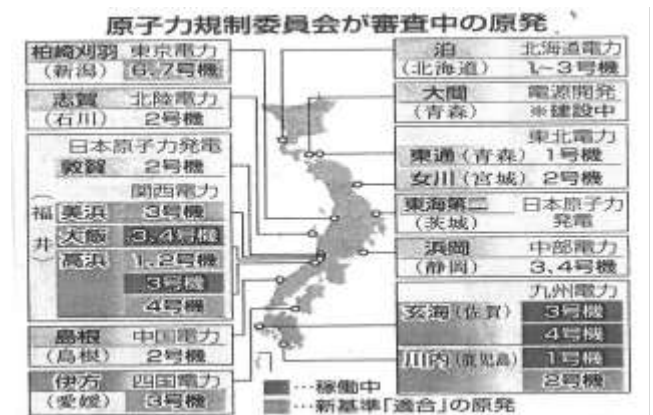 原子力規制委員会が審査中の原発
柏崎刈羽 東京電力
(新潟) 6、7号機
志賀 北陸電力
(石川) 2号機
日本原子力発電
敦賀 2号機
関西電力
(福井)
美浜 3号機
大飯 3、4号機
高浜 1、2号機
3号機
4号機
島根 中国電力
(島根) 2号機
伊方 四国電力
(愛媛) 3号機
泊 北海道電力
(北海道) 1~3号機
大間 電源開発
(青森) ※建設中
東北電力
東通(青森) 1号機
女川(宮城) 2号機
東海第二 日本原子力
(茨城) 発電
浜岡 中部電力
(静岡) 3、4号機
九州電力
玄海(佐賀) 3号機
4号機
川内(鹿児島) 1号機
2号機
…稼働中
…新基準「適合」の原発